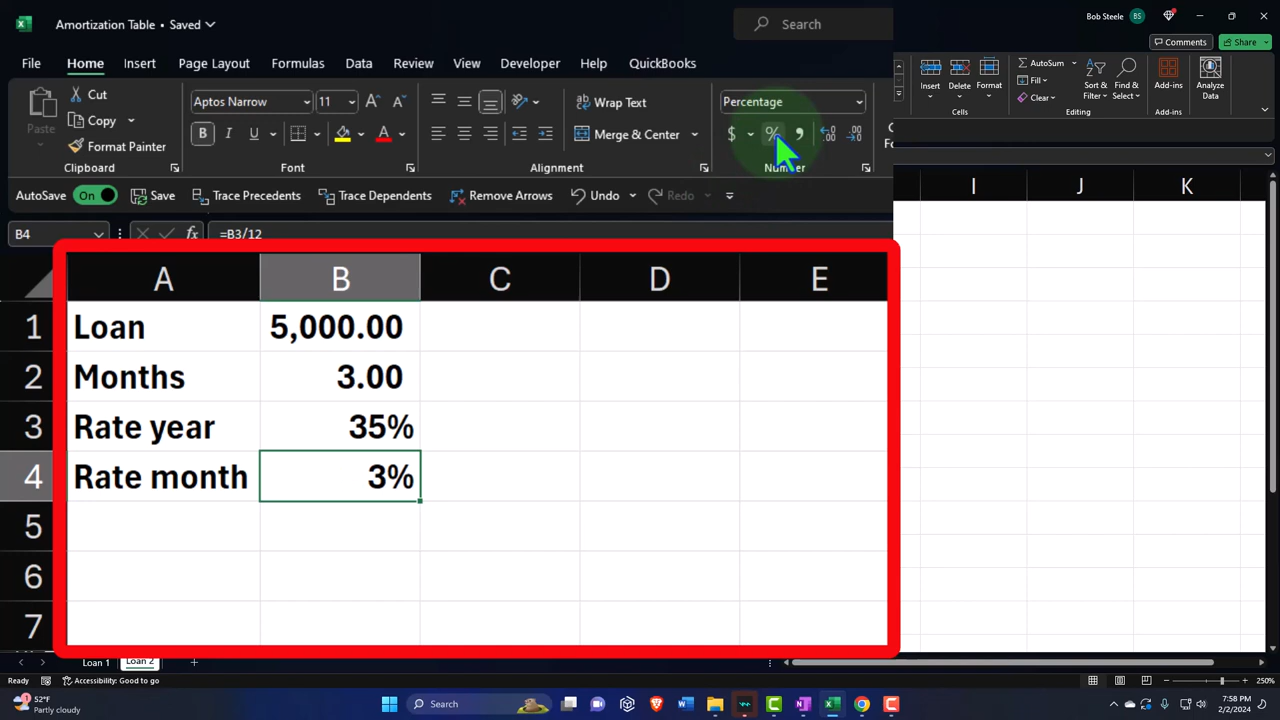 Amortization Table • Saved
Search
Bob Steele BS
File Home Insert Page Layout Formulas Data Review View Developer Help QuickBooks
Comments Share
Cut
Copy
Format Painter
Paste
Clipboard
Aptos Narrow 11
B I U A
Font
ab Wrap Text
Merge & Center
Alignment
Percentage
$ % ,
Number
Insert Delete Format
Cells
AutoSum
Fill
Clear
Sort & Filter
Find & Select
Editing
Add-ins
Add-ins
Analyze Data
AutoSave On Save Trace Precedents Trace Dependents Remove Arrows Undo Redo
B4 fx =B3/12
A B C D E I J K
1 Loan 5,000.00
2 Months 3.00
3 Rate year 35%
4 Rate month 3%
5
6
7
Loan 1 Loan 2 +
Ready Accessibility: Good to go 250%
1 52°F
Partly cloudy
Search
7:58 PM
2/2/2024